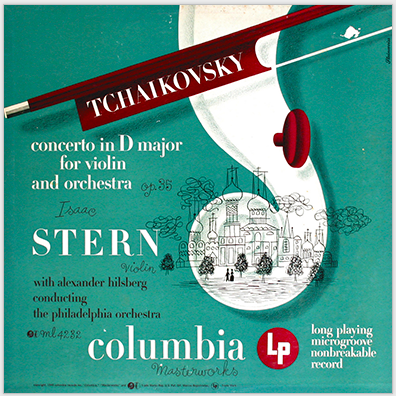 TCHAIKOVSKY
concerto in D major
for violin
and orchestra op. 35
Isaac
STERN
Violin
with alexander hilsberg
conducting
the philadelphia orchestra
ml 4232
columbia
Masterworks
Lp
long playing
microgroove
nonbreakable
record